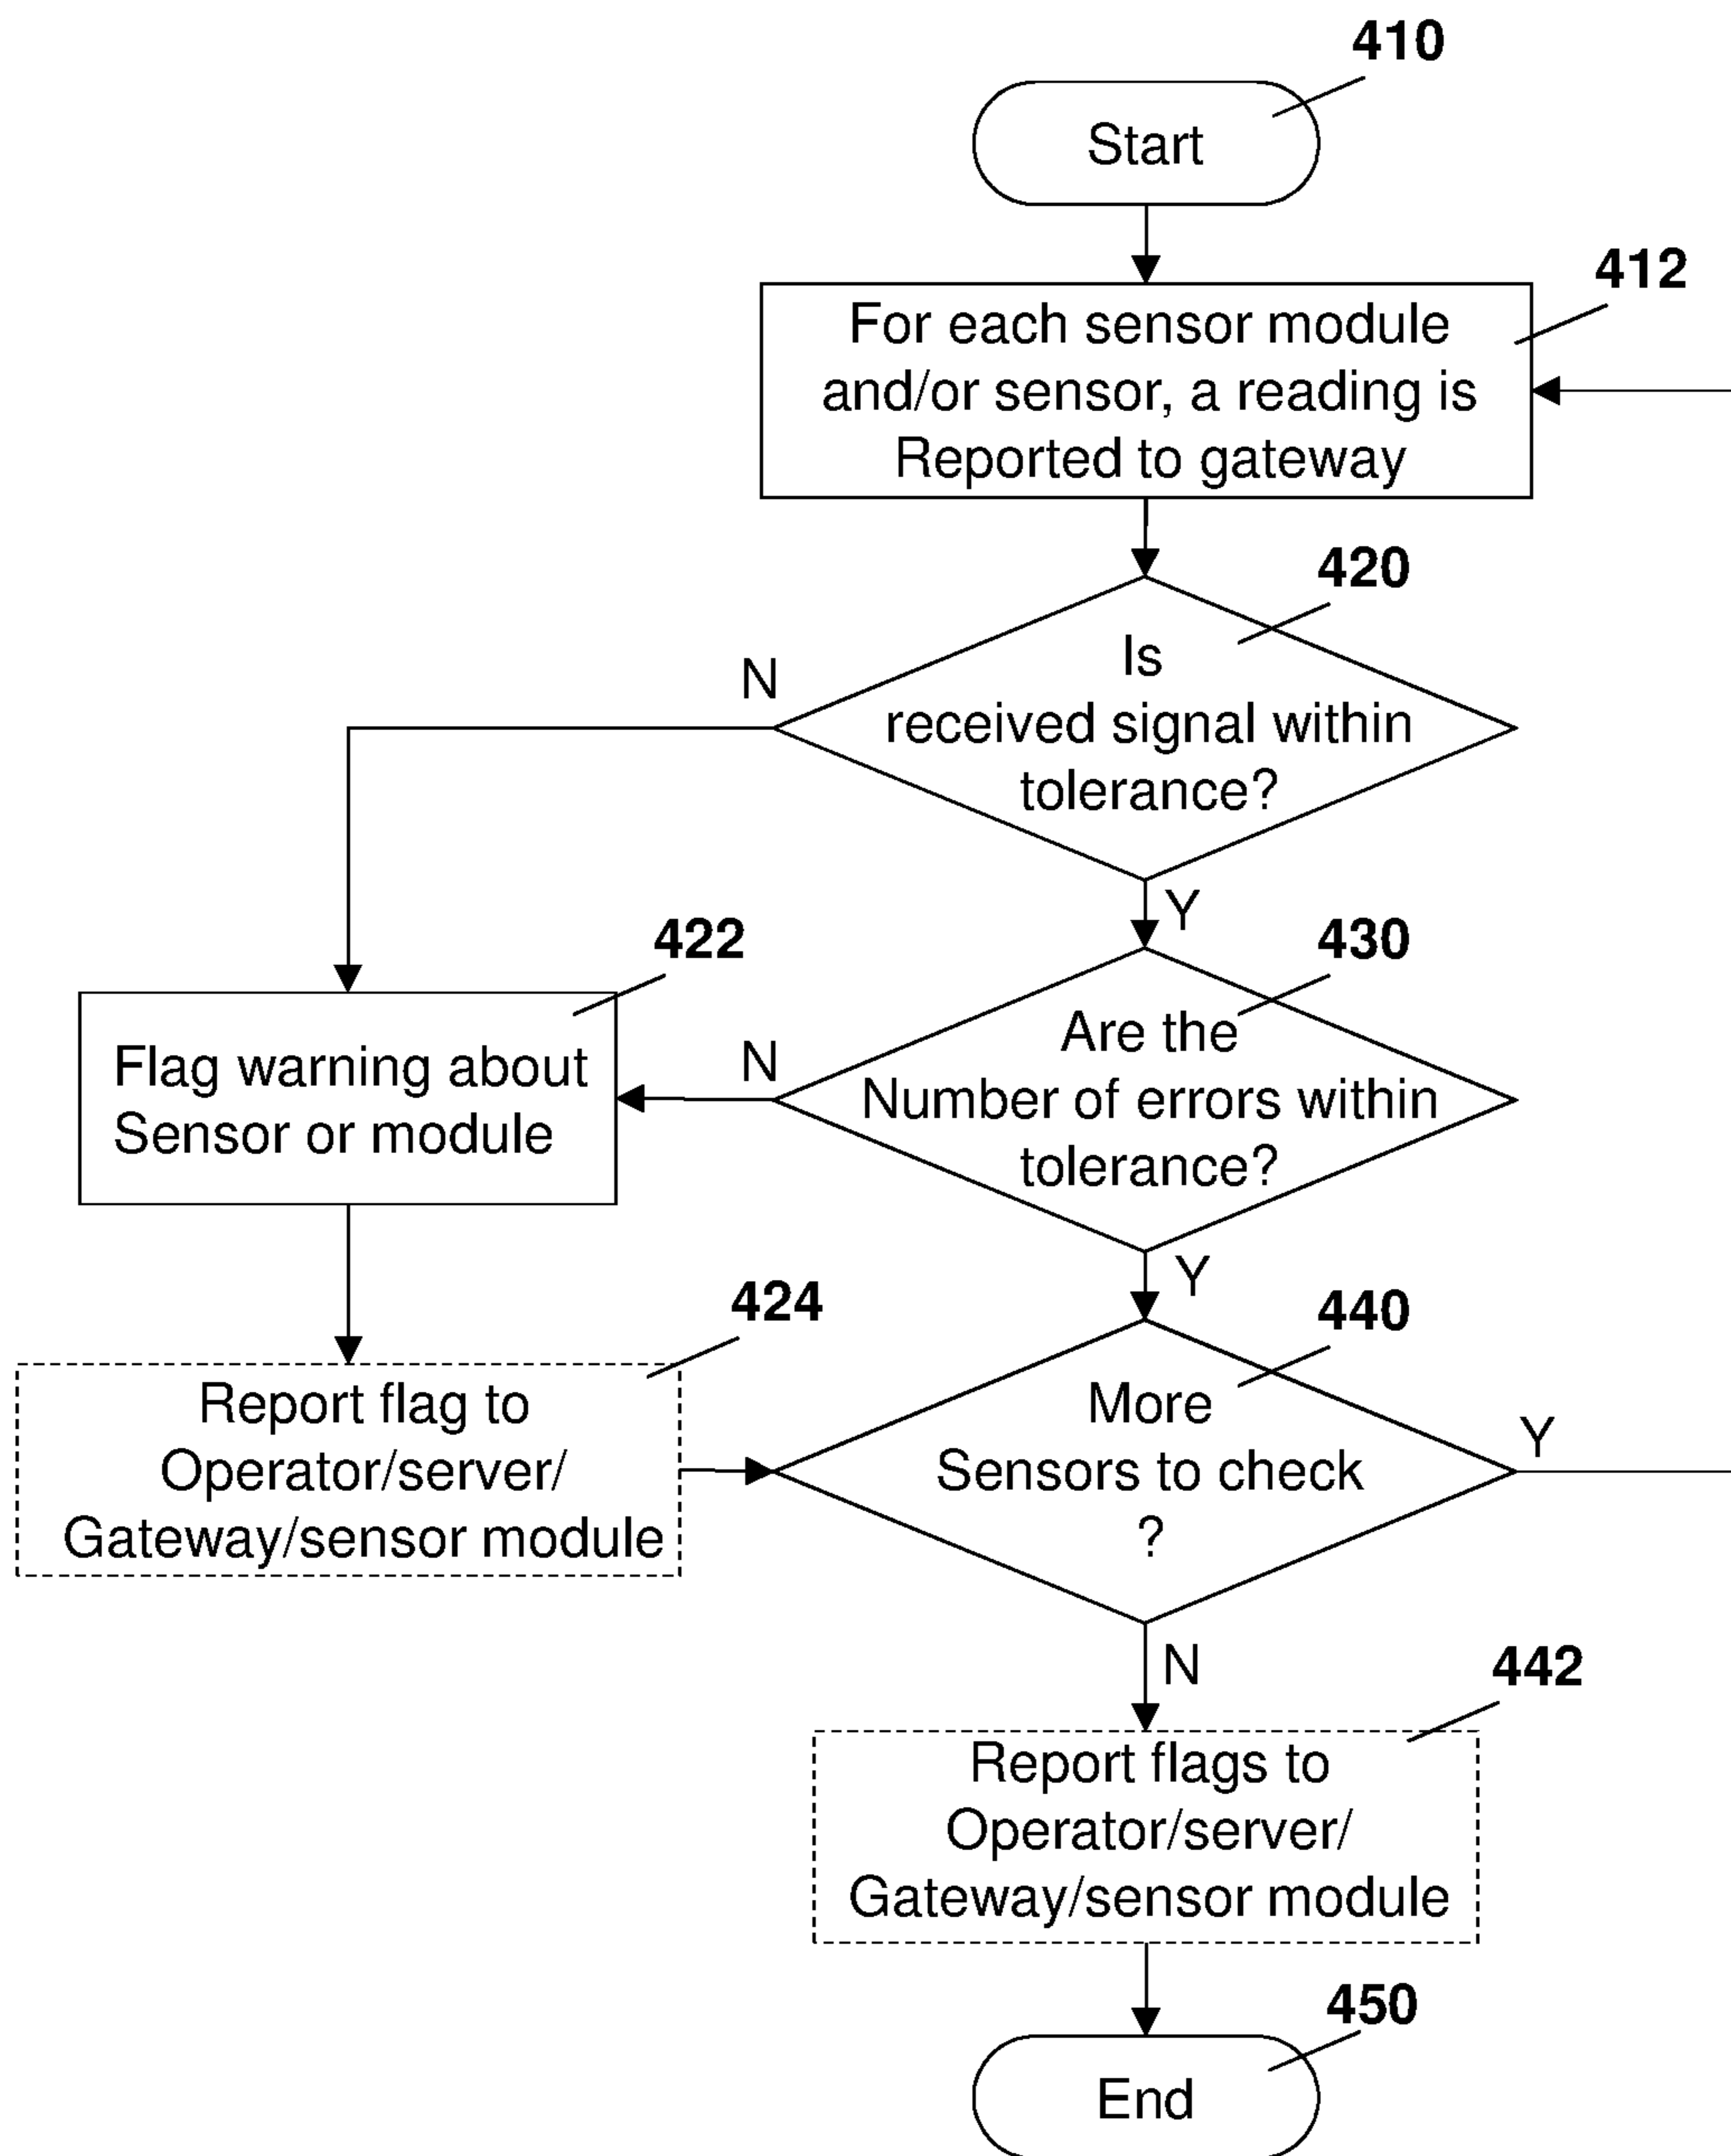 410
Start
412
For each sensor module
and/or sensor, a reading is
Reported to gateway
420
Is
received signal within
tolerance?
N
Y
422
Flag warning about
Sensor or module
430
Are the
Number of errors within
tolerance?
N
Y
424
Report flag to
Operator/server/
Gateway/sensor module
440
More
Sensors to check
?
Y
N
442
Report flags to
Operator/server/
Gateway/sensor module
450
End